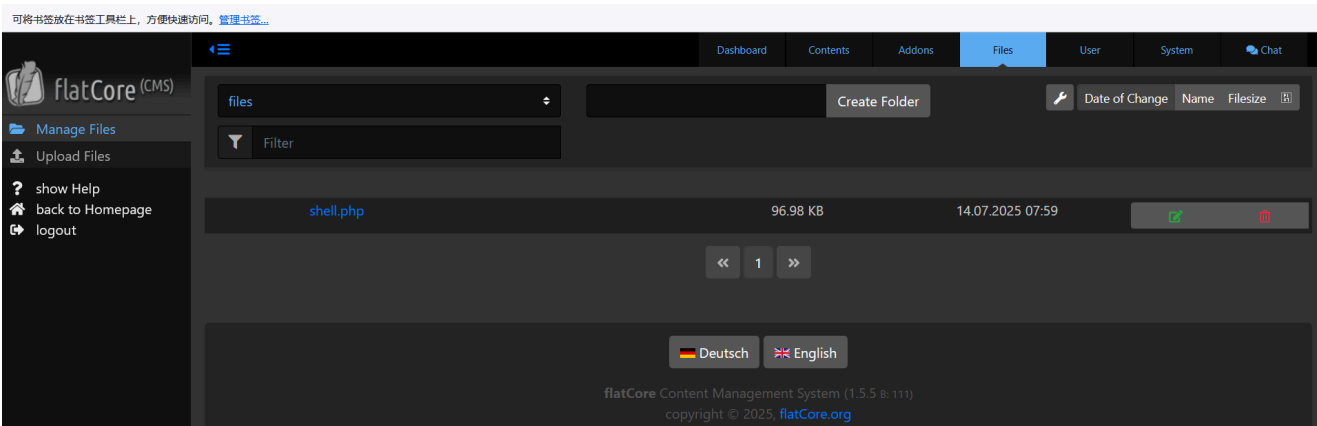 可将书签放在书签工具栏上，方便快速访问。管理书签...
Dashboard Contents Addons Files User System Chat
flatCore (CMS)
files Create Folder Date of Change Name Filesize
Manage Files
Filter
Upload Files
? show Help
back to Homepage
logout
shell.php 96.98 KB 14.07.2025 07:59
« 1 »
Deutsch English
flatCore Content Management System (1.5.5 B: 111)
copyright © 2025, flatCore.org